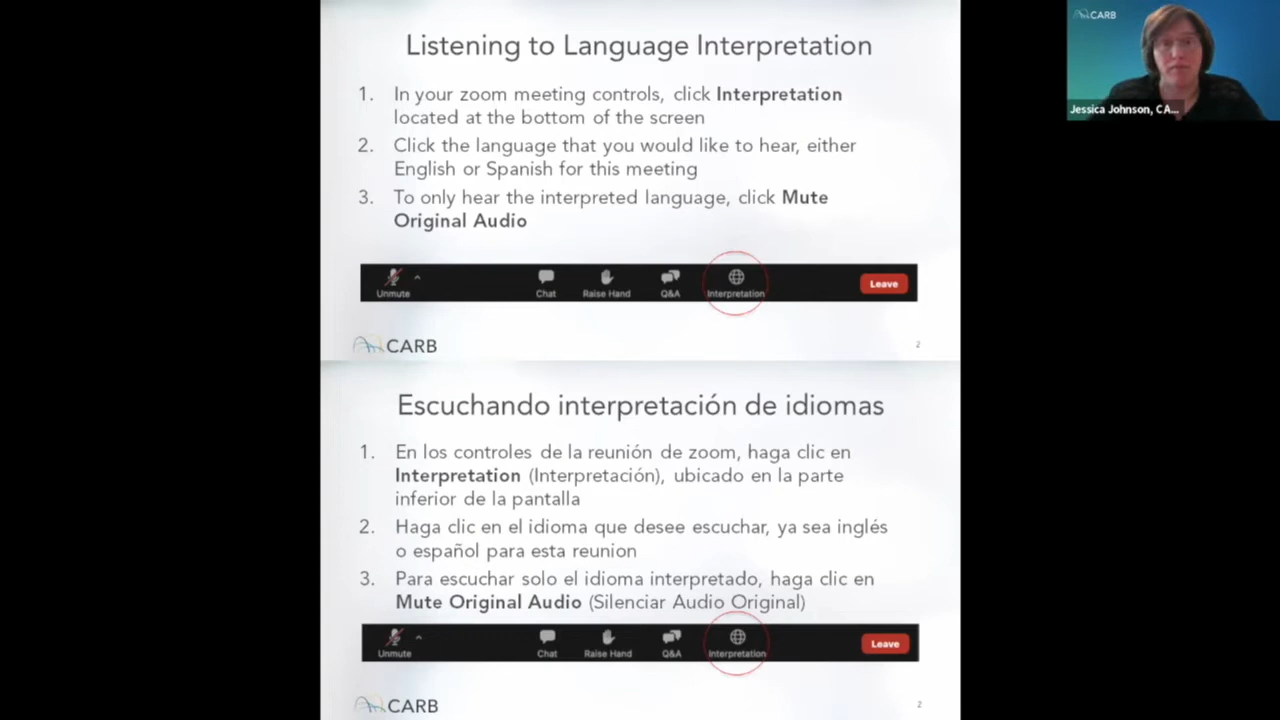 Listening to Language Interpretation
1. In your zoom meeting controls, click Interpretation
located at the bottom of the screen
2. Click the language that you would like to hear, either
English or Spanish for this meeting
3. To only hear the interpreted language, click Mute
Original Audio
Unmute Chat Raise Hand Q&A Interpretation Leave
CARB 2
Escuchando interpretación de idiomas
1. En los controles de la reunión de zoom, haga clic en
Interpretation (Interpretación), ubicado en la parte
inferior de la pantalla
2. Haga clic en el idioma que desee escuchar, ya sea inglés
o español para esta reunion
3. Para escuchar solo el idioma interpretado, haga clic en
Mute Original Audio (Silenciar Audio Original)
Unmute Chat Raise Hand Q&A Interpretation Leave
CARB 2
CARB
Jessica Johnson, CA...